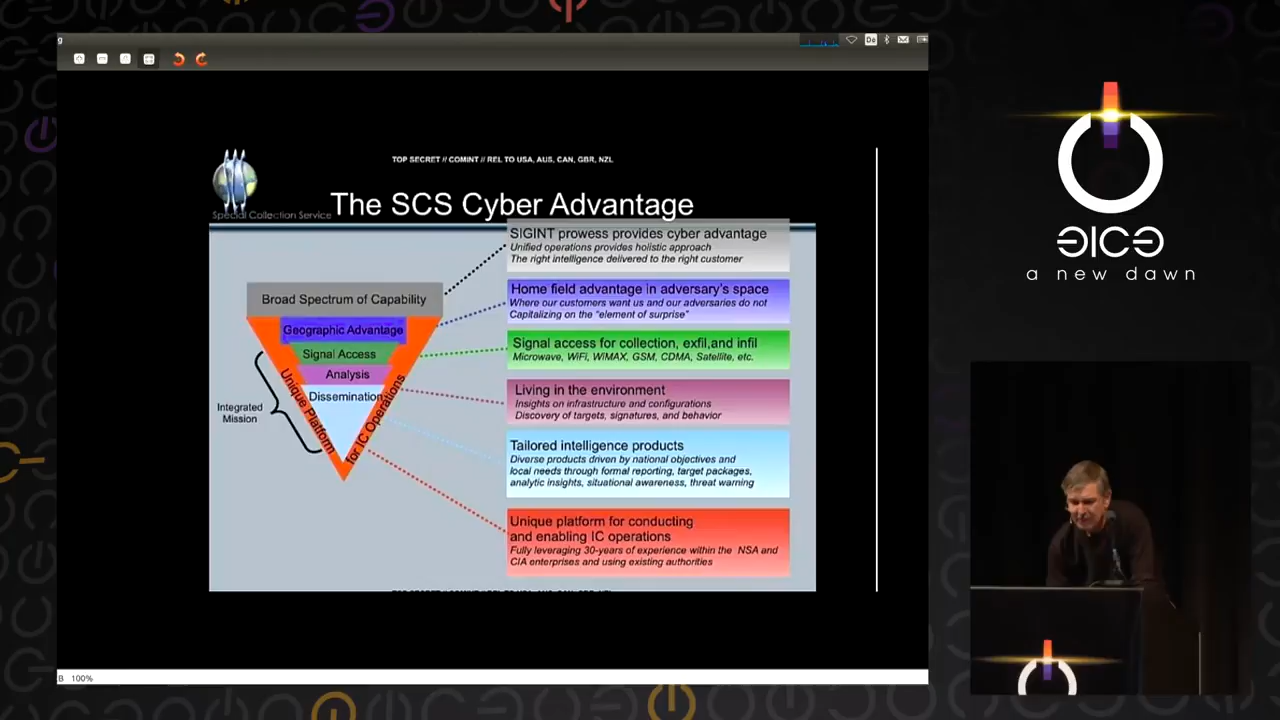 g
De
TOP SECRET // COMINT // REL TO USA, AUS, CAN, GBR, NZL
Special Collection Service
The SCS Cyber Advantage
SIGINT prowess provides cyber advantage
Unified operations provides holistic approach
The right intelligence delivered to the right customer
Broad Spectrum of Capability
Home field advantage in adversary's space
Where our customers want us and our adversaries do not
Capitalizing on the "element of surprise"
Geographic Advantage
Signal Access
Analysis
Dissemination
Unique Platform
for IC Operations
Integrated
Mission
Signal access for collection, exfil,and infil
Microwave, WiFi, WiMAX, GSM, CDMA, Satellite, etc.
Living in the environment
Insights on infrastructure and configurations
Discovery of targets, signatures, and behavior
Tailored intelligence products
Diverse products driven by national objectives and
local needs through formal reporting, target packages,
analytic insights, situational awareness, threat warning
Unique platform for conducting
and enabling IC operations
Fully leveraging 30-years of experience within the NSA and
CIA enterprises and using existing authorities
B 100%
ƎICƏ
a new dawn